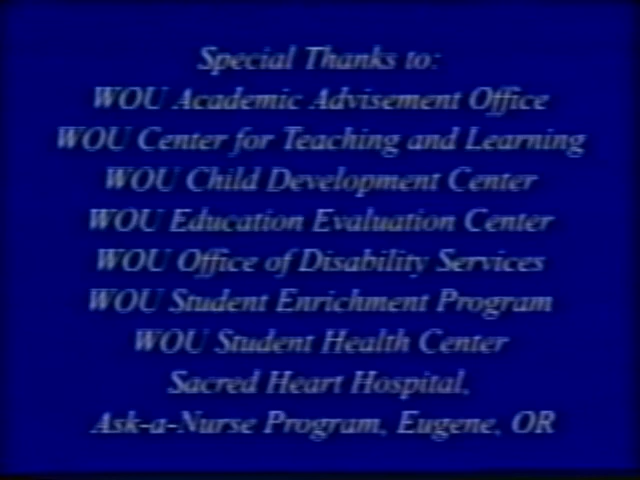 Special Thanks to:
WOU Academic Advisement Office
WOU Center for Teaching and Learning
WOU Child Development Center
WOU Education Evaluation Center
WOU Office of Disability Services
WOU Student Enrichment Program
WOU Student Health Center
Sacred Heart Hospital,
Ask-a-Nurse Program, Eugene, OR